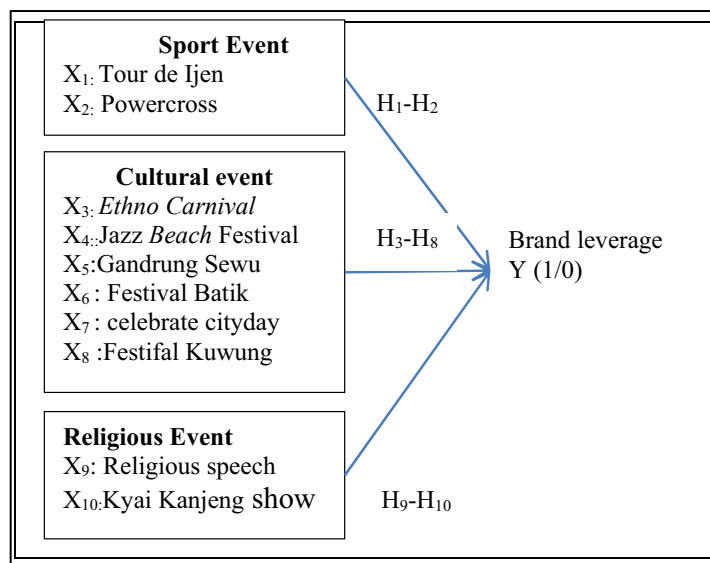 Sport Event
X₁: Tour de Ijen
X₂: Powercross
H₁-H₂
Cultural event
X₃: Ethno Carnival
X₄::Jazz Beach Festival
X₅:Gandrung Sewu
X₆ : Festival Batik
X₇ : celebrate cityday
X₈ :Festifal Kuwung
H₃-H₈
Brand leverage
Y (1/0)
Religious Event
X₉: Religious speech
X₁₀:Kyai Kanjeng show
H₉-H₁₀